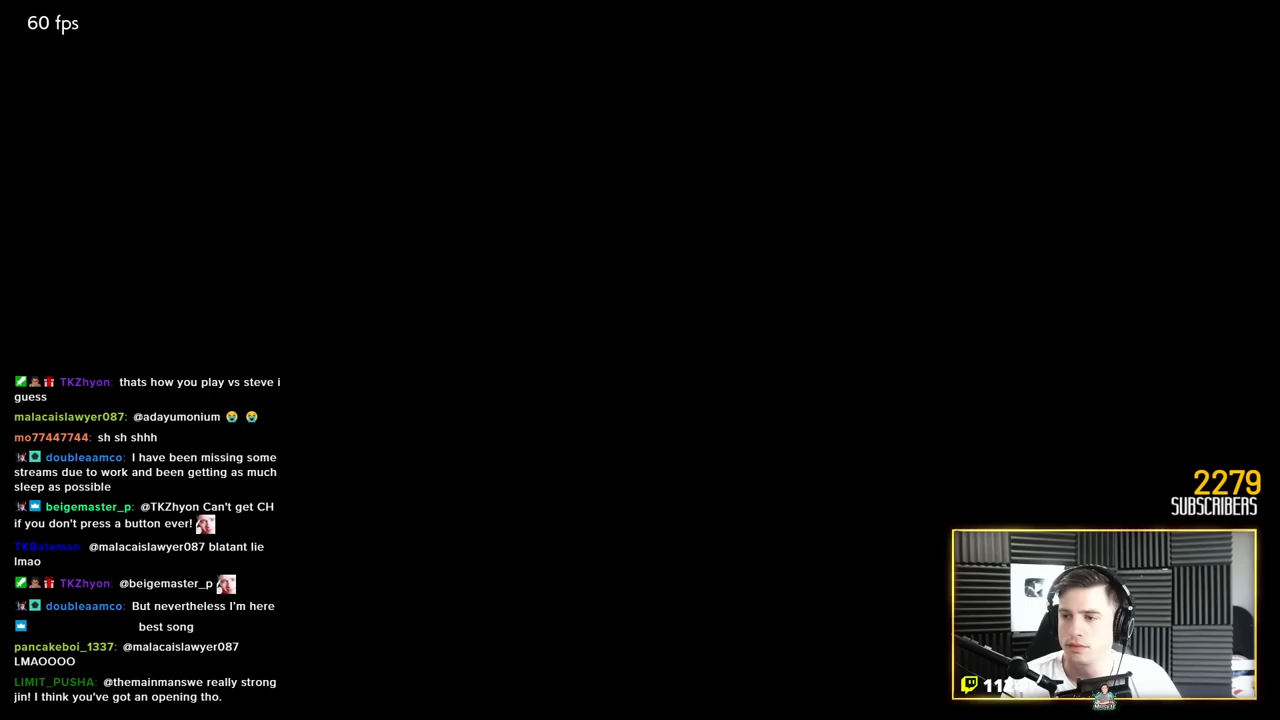 60 fps
TKZhyon: thats how you play vs steve i
guess
malacaislawyer087: @adayumonium
mo77447744: sh sh shhh
doubleaamco: I have been missing some
streams due to work and been getting as much
sleep as possible
beigemaster_p: @TKZhyon Can't get CH
if you don't press a button ever!
TKBateman: @malacaislawyer087 blatant lie
lmao
TKZhyon: @beigemaster_p
doubleaamco: But nevertheless I'm here
best song
pancakeboi_1337: @malacaislawyer087
LMAOOOO
LIMIT_PUSHA: @themainmanswe really strong
jin! I think you've got an opening tho.
2279
SUBSCRIBERS